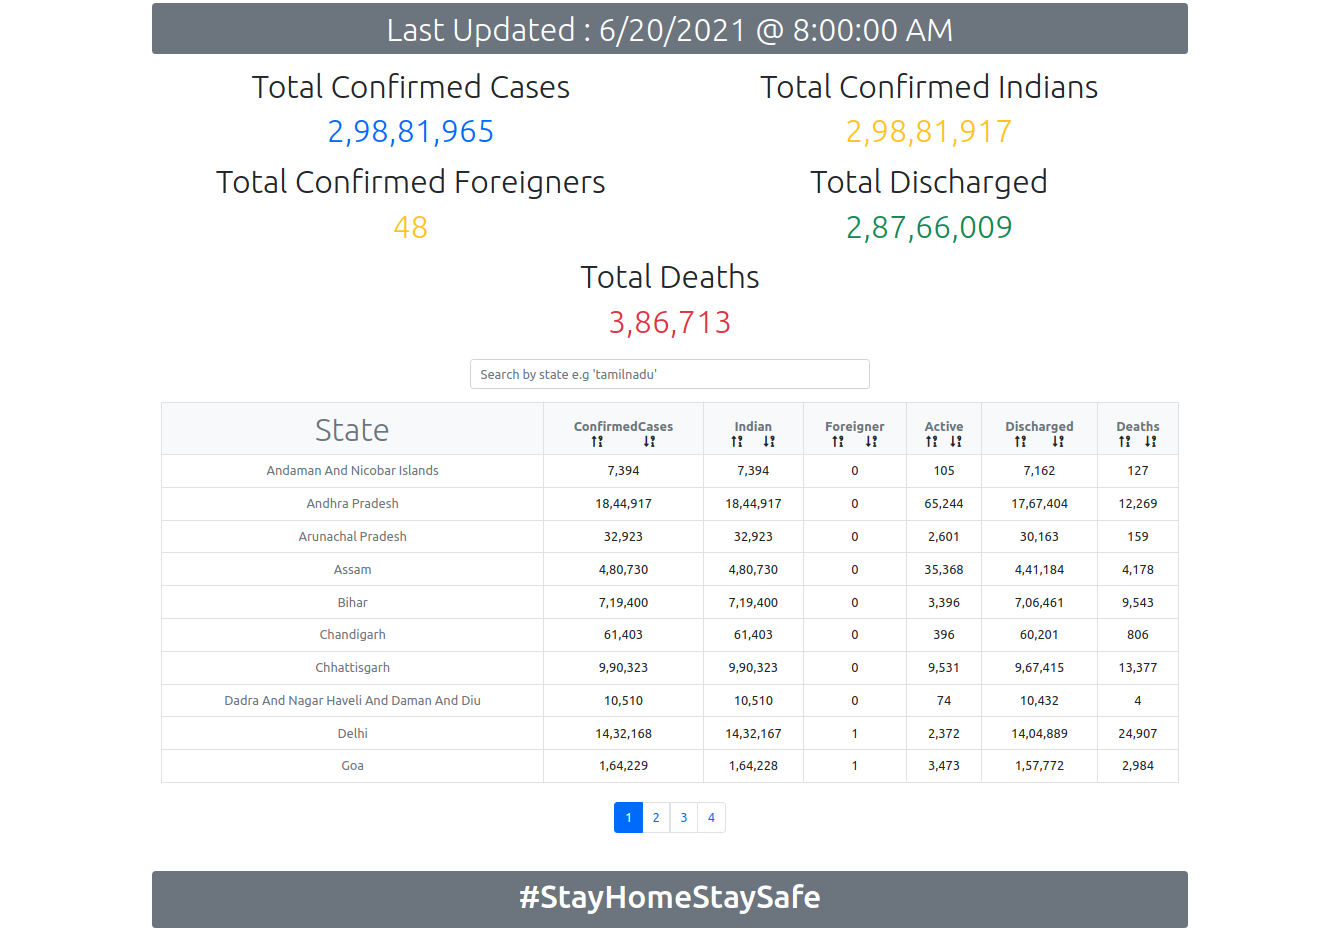 Last Updated : 6/20/2021 @ 8:00:00 AM
Total Confirmed Cases
2,98,81,965
Total Confirmed Indians
2,98,81,917
Total Confirmed Foreigners
48
Total Discharged
2,87,66,009
Total Deaths
3,86,713
Search by state e.g 'tamilnadu'
State ConfirmedCases Indian Foreigner Active Discharged Deaths
Andaman And Nicobar Islands 7,394 7,394 0 105 7,162 127
Andhra Pradesh 18,44,917 18,44,917 0 65,244 17,67,404 12,269
Arunachal Pradesh 32,923 32,923 0 2,601 30,163 159
Assam 4,80,730 4,80,730 0 35,368 4,41,184 4,178
Bihar 7,19,400 7,19,400 0 3,396 7,06,461 9,543
Chandigarh 61,403 61,403 0 396 60,201 806
Chhattisgarh 9,90,323 9,90,323 0 9,531 9,67,415 13,377
Dadra And Nagar Haveli And Daman And Diu 10,510 10,510 0 74 10,432 4
Delhi 14,32,168 14,32,167 1 2,372 14,04,889 24,907
Goa 1,64,229 1,64,228 1 3,473 1,57,772 2,984
1 2 3 4
#StayHomeStaySafe